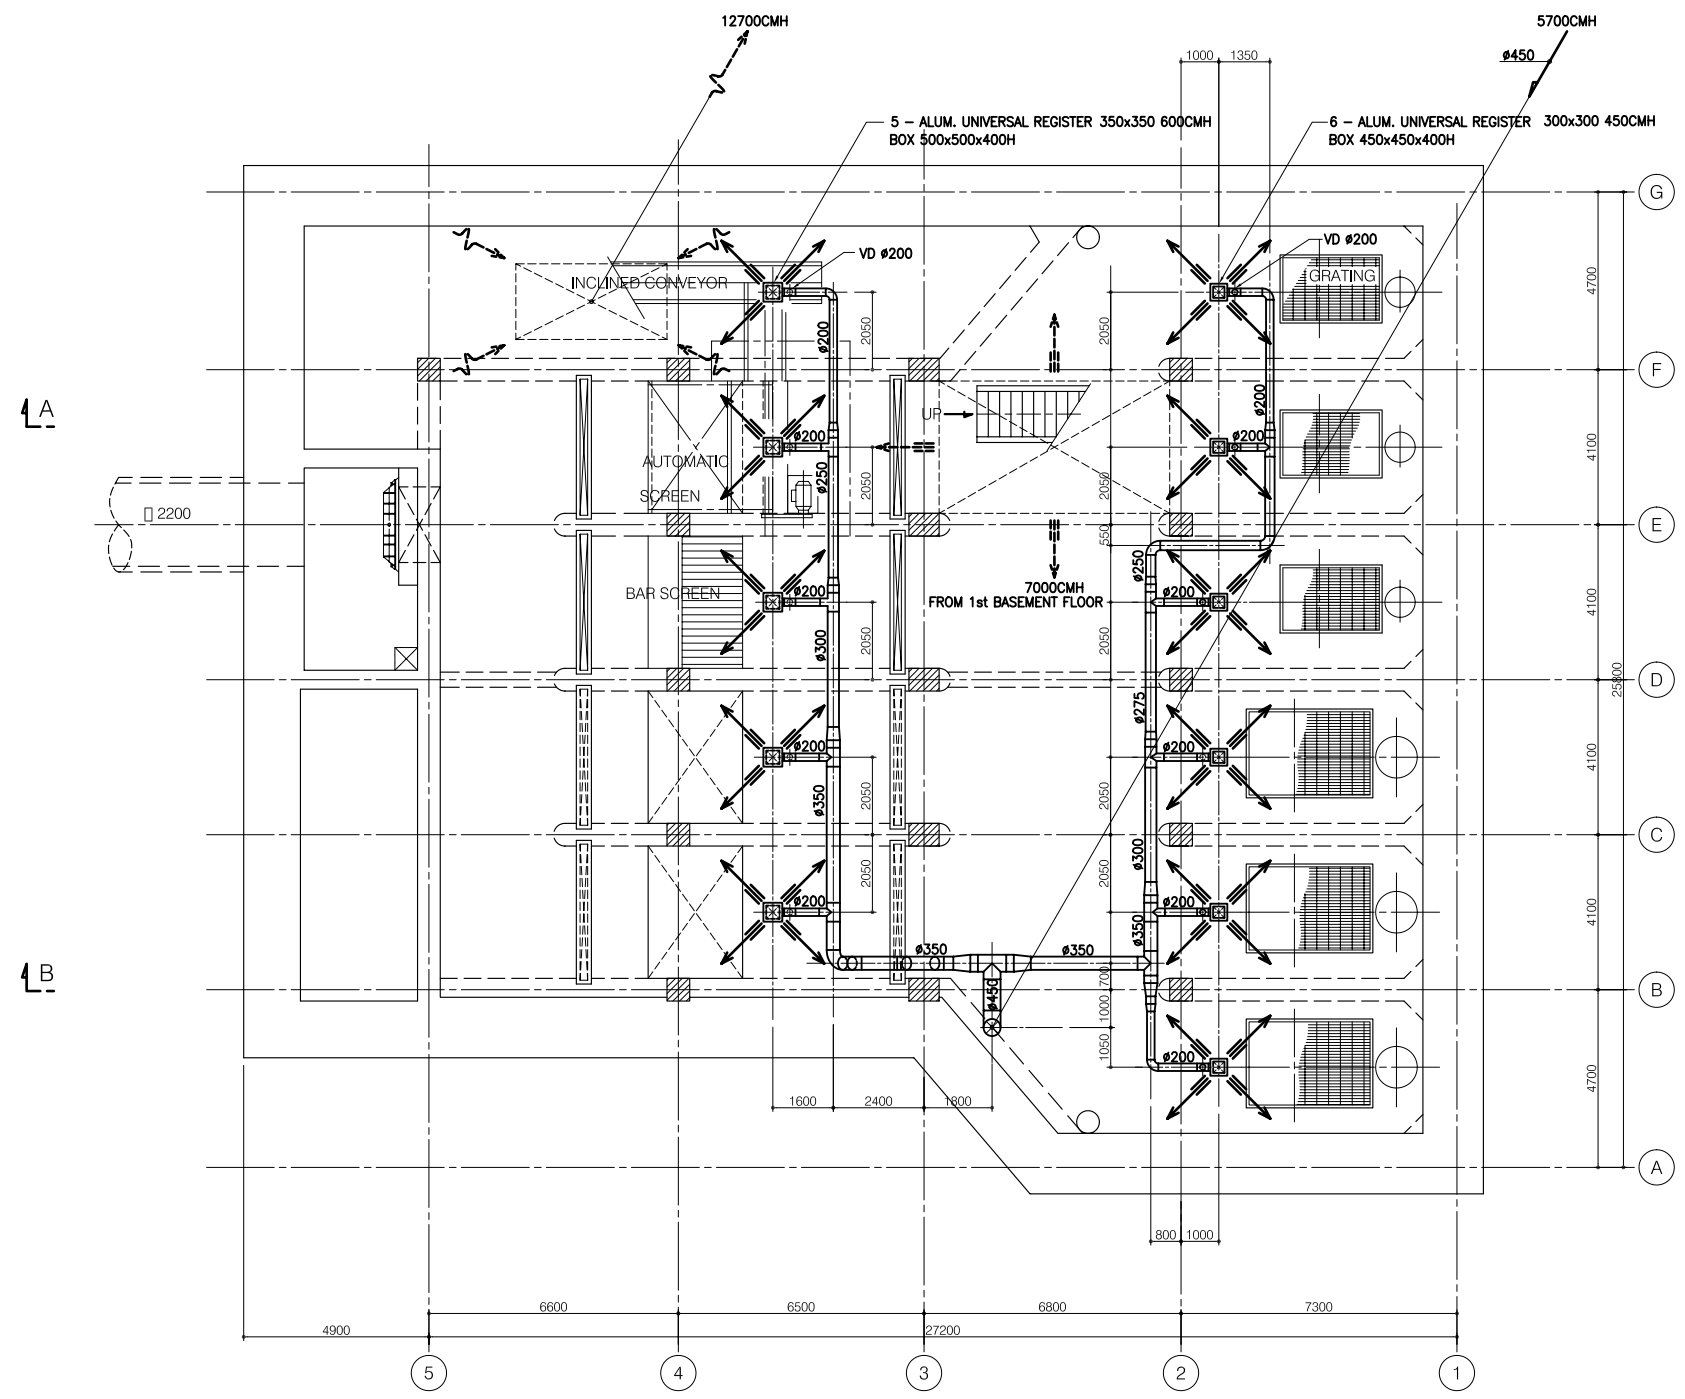 12700CMH
5700CMH
ø450
1000
1350
5 - ALUM. UNIVERSAL REGISTER 350x350 600CMH
BOX 500x500x400H
6 - ALUM. UNIVERSAL REGISTER 300x300 450CMH
BOX 450x450x400H
G
VD ø200
VD ø200
INCLINED CONVEYOR
GRATING
4700
2050
2050
ø200
F
ø200
A
UP
ø200
ø200
2050
2050
4100
AUTOMATIC
SCREEN
ø250
2200
E
550
ø250
7000CMH
FROM 1st BASEMENT FLOOR
BAR SCREEN
ø200
ø200
4100
ø300
2050
2050
D
25800
ø275
ø200
ø200
4100
ø350
2050
2050
C
ø300
2050
2050
ø200
ø200
4100
ø350
ø350
ø350
B
700
B
ø450
1000
1050
ø200
4700
1600
2400
1800
A
800
1000
6600
6500
6800
7300
4900
27200
5
4
3
2
1